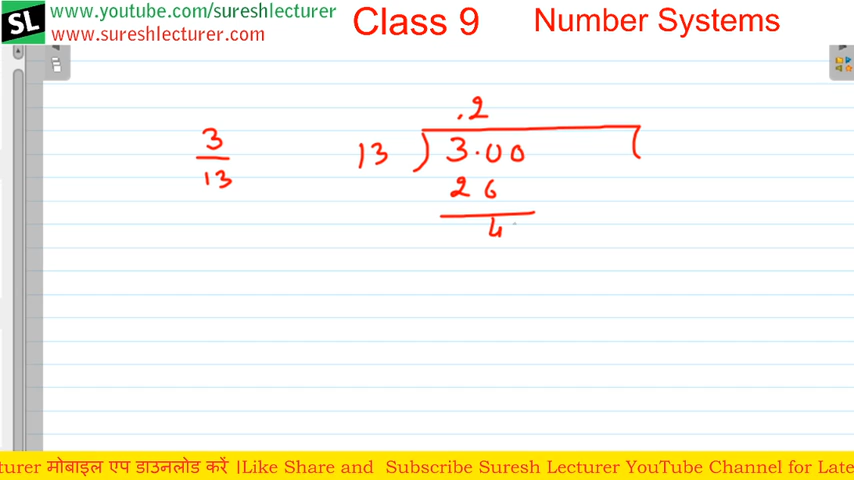 SL www.youtube.com/sureshlecturer
www.sureshlecturer.com
Class 9 Number Systems
.2
3
13
13 ) 3.00 (
26
4
turer मोबाइल एप डाउनलोड करें ।Like Share and Subscribe Suresh Lecturer YouTube Channel for Late